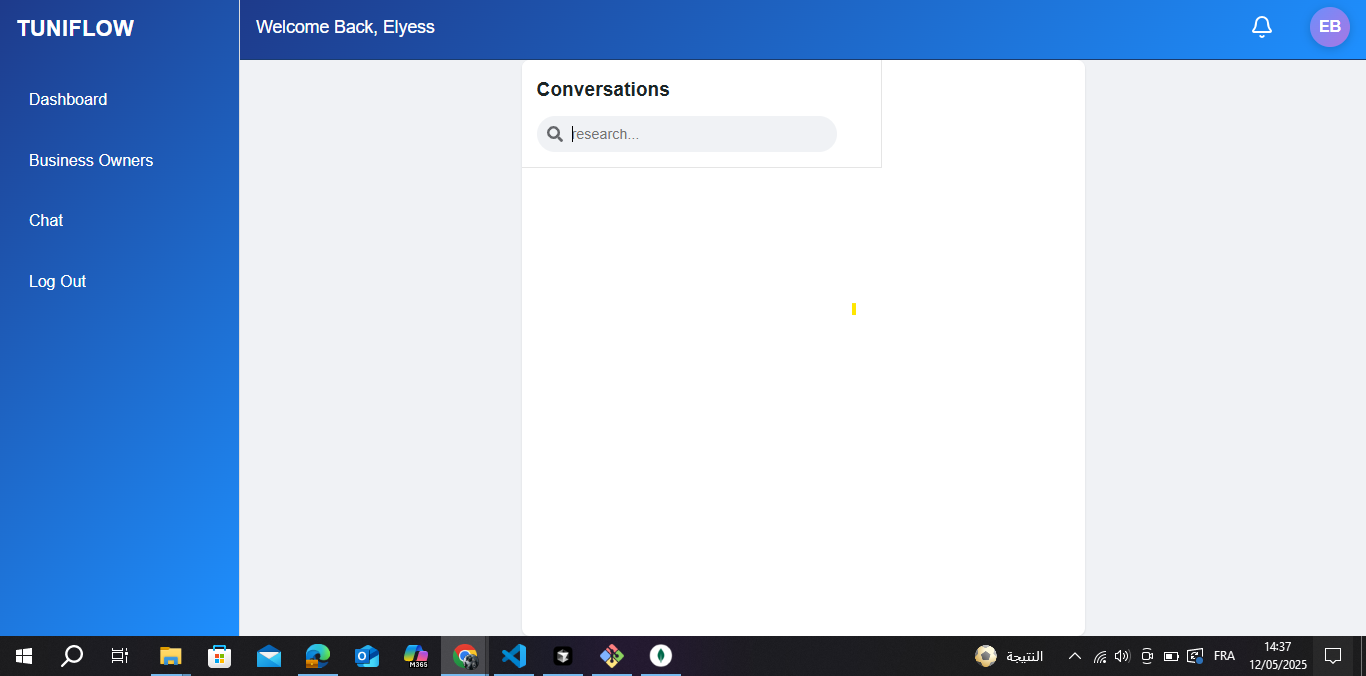 TUNIFLOW
Welcome Back, Elyess
EB
Dashboard
Business Owners
Chat
Log Out
Conversations
research...
M365
النتيجة
FRA
14:37
12/05/2025